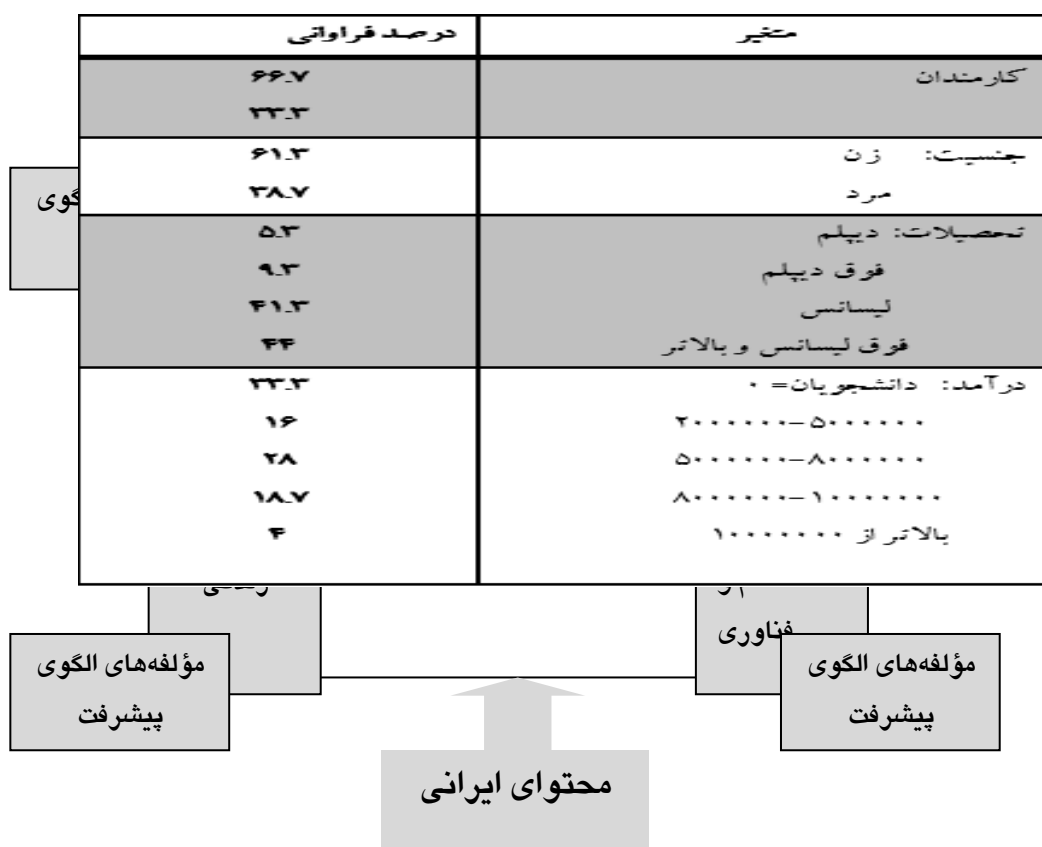 متغیر درصد فراوانی
کارمندان ۶۶.۷
۳۳.۳
جنسیت: زن ۶۱.۳
مرد ۳۸.۷
تحصیلات: دیپلم ۵.۳
فوق دیپلم ۹.۳
لیسانس ۴۱.۳
فوق لیسانس و بالاتر ۴۴
درآمد: دانشجویان= ۰ ۳۳.۳
۲۰۰۰۰۰۰–۵۰۰۰۰۰۰ ۱۶
۵۰۰۰۰۰۰–۸۰۰۰۰۰۰ ۲۸
۸۰۰۰۰۰۰–۱۰۰۰۰۰۰۰ ۱۸.۷
بالاتر از ۱۰۰۰۰۰۰۰ ۴
فناوری
مؤلفه‌های الگوی
پیشرفت
مؤلفه‌های الگوی
پیشرفت
محتوای ایرانی